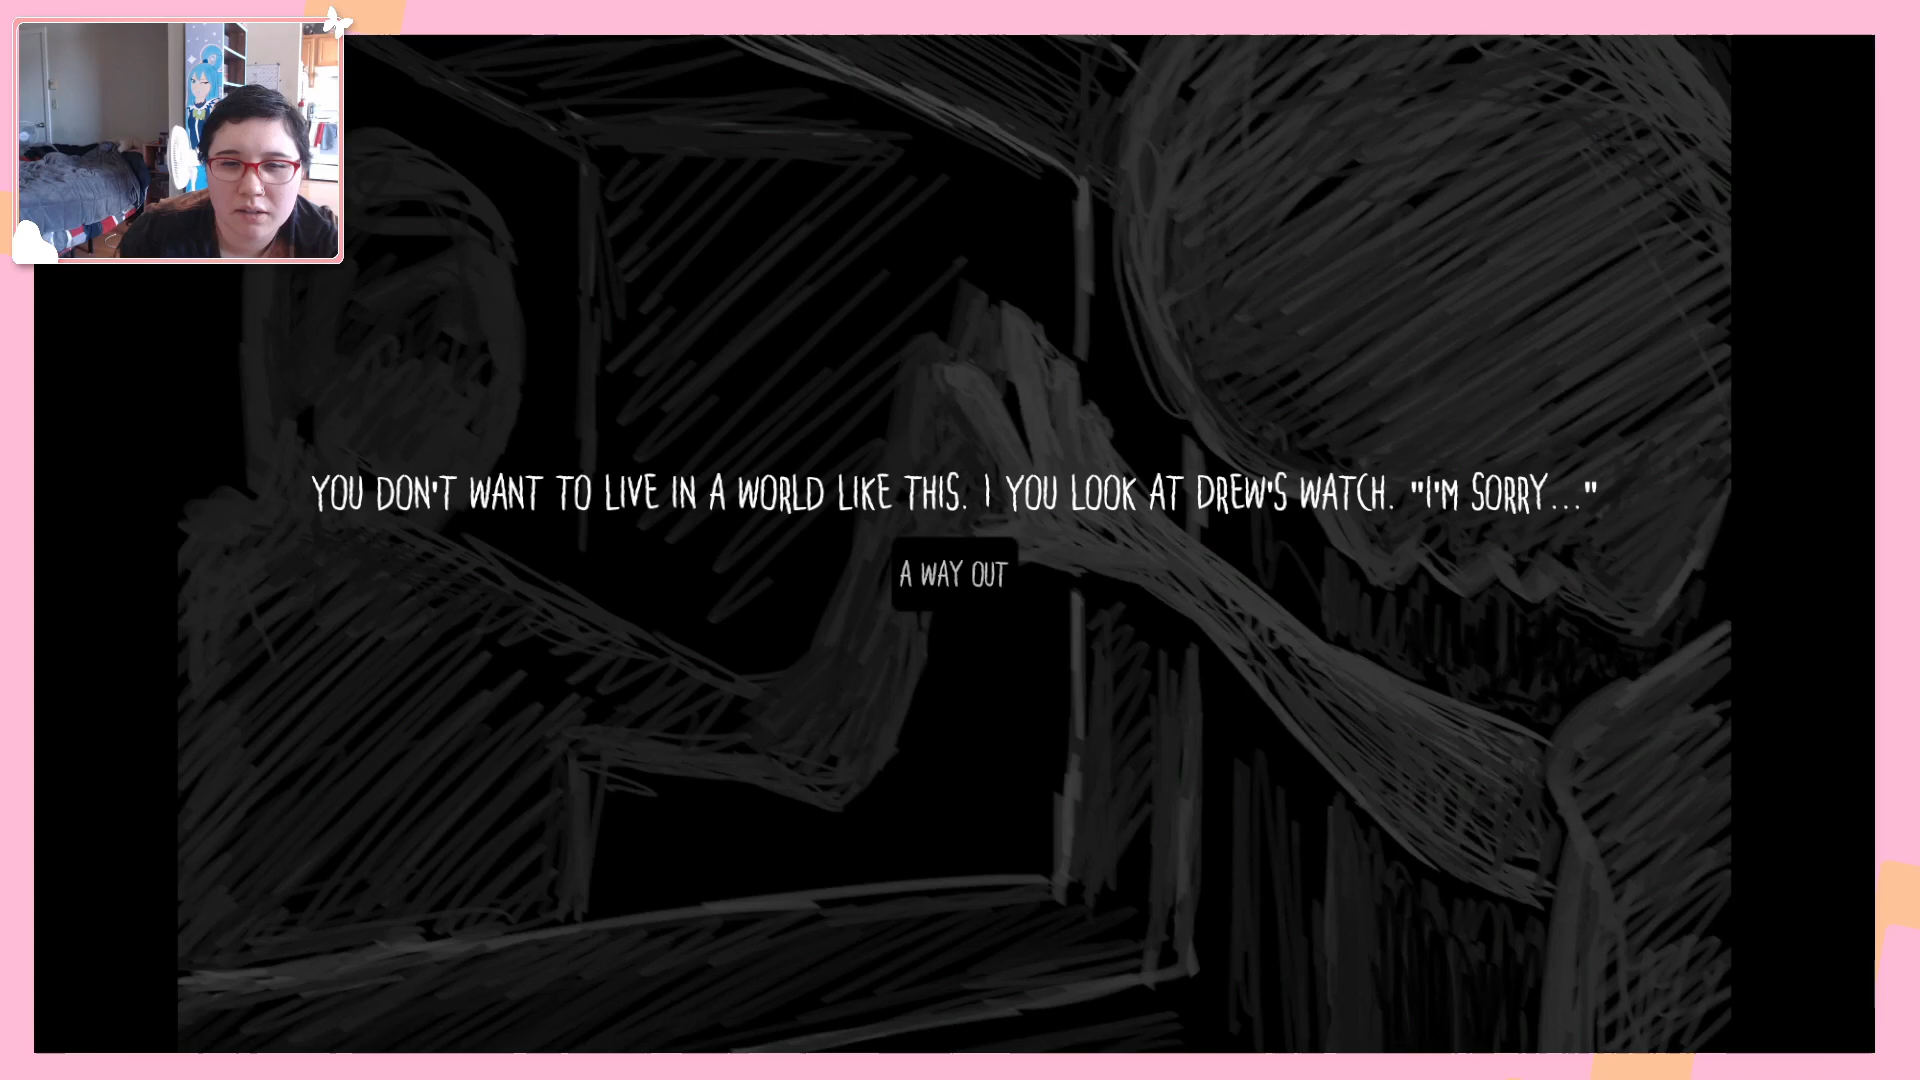 YOU DON'T WANT TO LIVE IN A WORLD LIKE THIS. I YOU LOOK AT DREW'S WATCH. "I'M SORRY..."
A WAY OUT